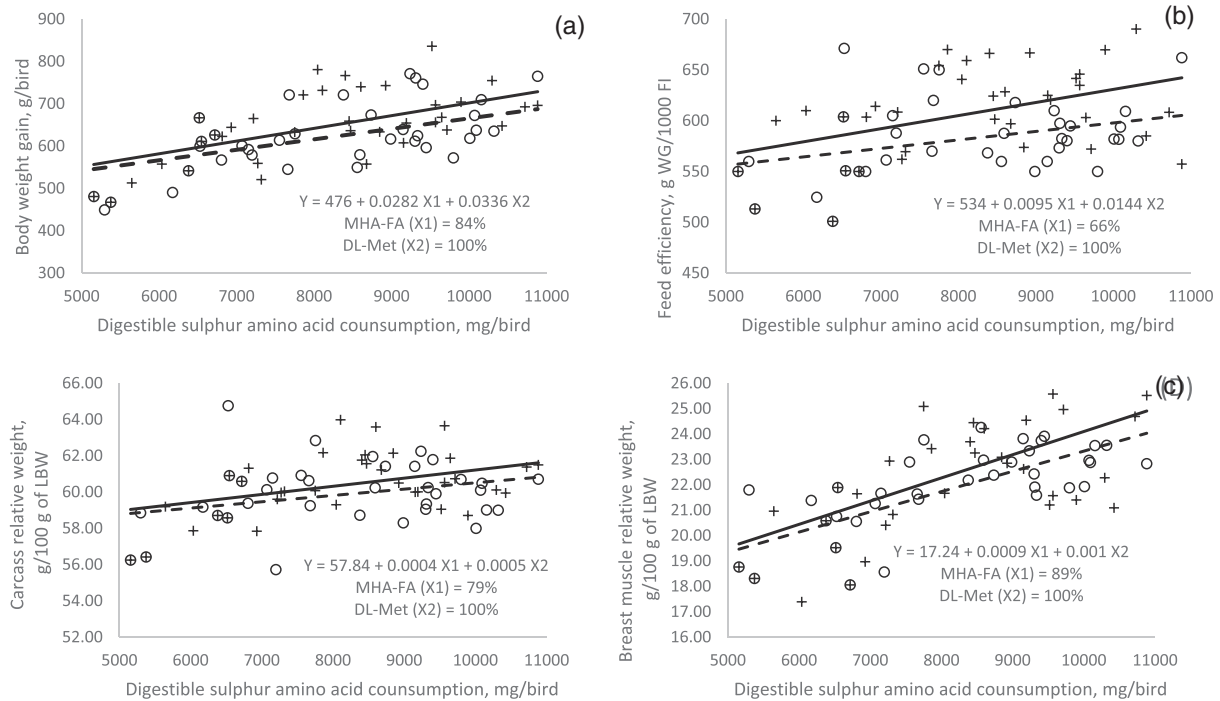 (a)
900
800
700
600
500
400
300
Body weight gain, g/bird
Y = 476 + 0.0282 X1 + 0.0336 X2
MHA-FA (X1) = 84%
DL-Met (X2) = 100%
5000 6000 7000 8000 9000 10000 11000
Digestible sulphur amino acid counsumption, mg/bird
(b)
700
650
600
550
500
450
Feed efficiency, g WG/1000 FI
Y = 534 + 0.0095 X1 + 0.0144 X2
MHA-FA (X1) = 66%
DL-Met (X2) = 100%
5000 6000 7000 8000 9000 10000 11000
Digestible sulphur amino acid counsumption, mg/bird
66.00
64.00
62.00
60.00
58.00
56.00
54.00
52.00
Carcass relative weight,
g/100 g of LBW
Y = 57.84 + 0.0004 X1 + 0.0005 X2
MHA-FA (X1) = 79%
DL-Met (X2) = 100%
5000 6000 7000 8000 9000 10000 11000
Digestible sulphur amino acid counsumption, mg/bird
(c)
26.00
25.00
24.00
23.00
22.00
21.00
20.00
19.00
18.00
17.00
16.00
Breast muscle relative weight,
g/100 g of LBW
Y = 17.24 + 0.0009 X1 + 0.001 X2
MHA-FA (X1) = 89%
DL-Met (X2) = 100%
5000 6000 7000 8000 9000 10000 11000
Digestible sulphur amino acid counsumption, mg/bird